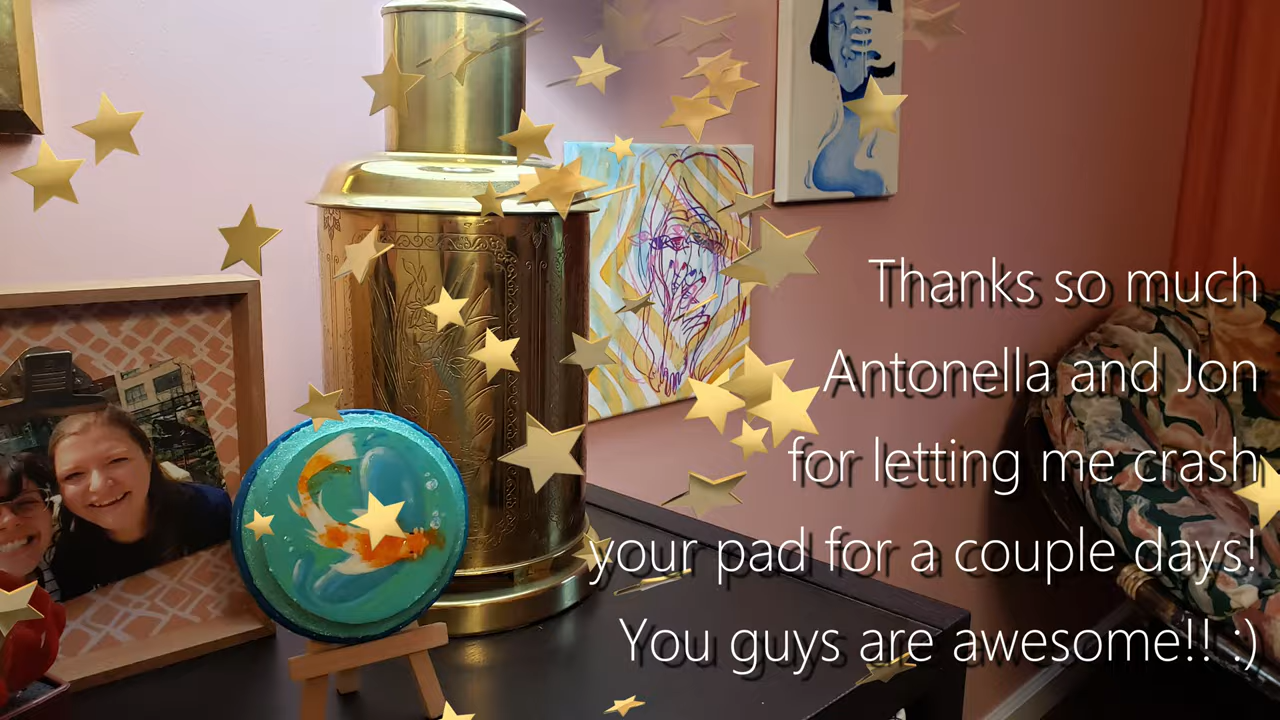 Thanks so much
Antonella and Jon
for letting me crash
your pad for a couple days!
You guys are awesome!! :)